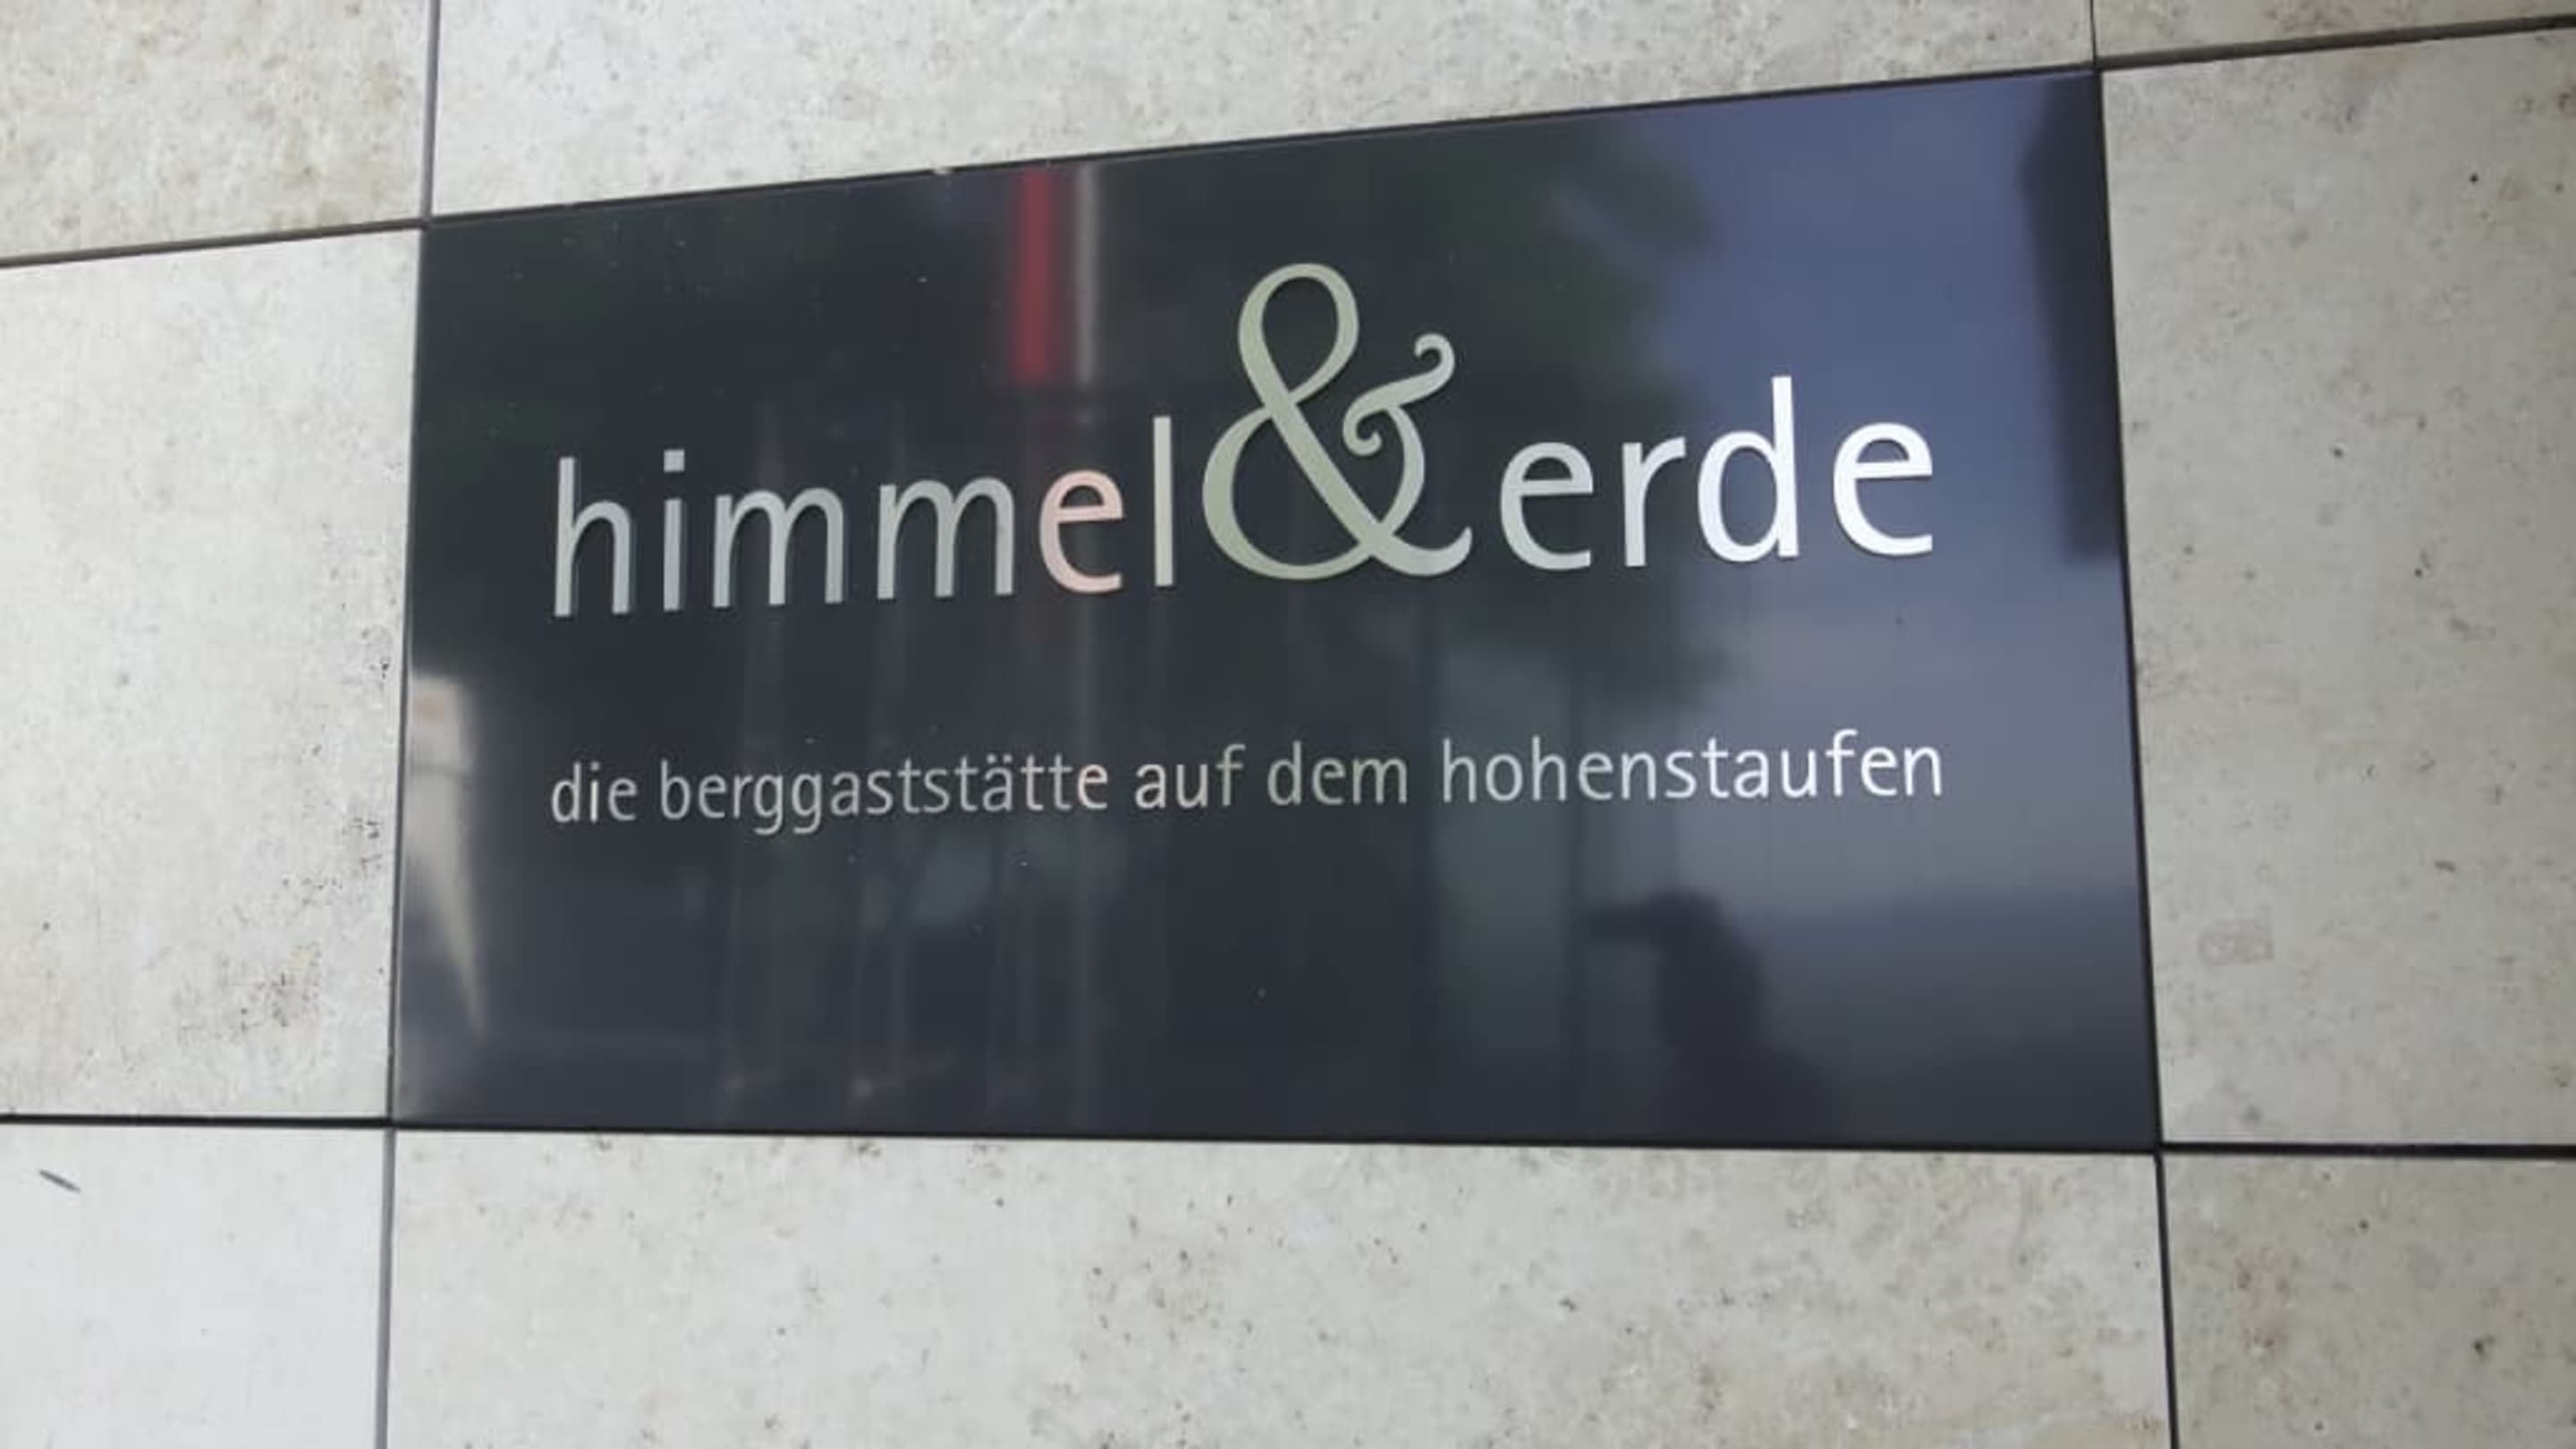 himmel & erde
die berggaststätte auf dem hohenstaufen